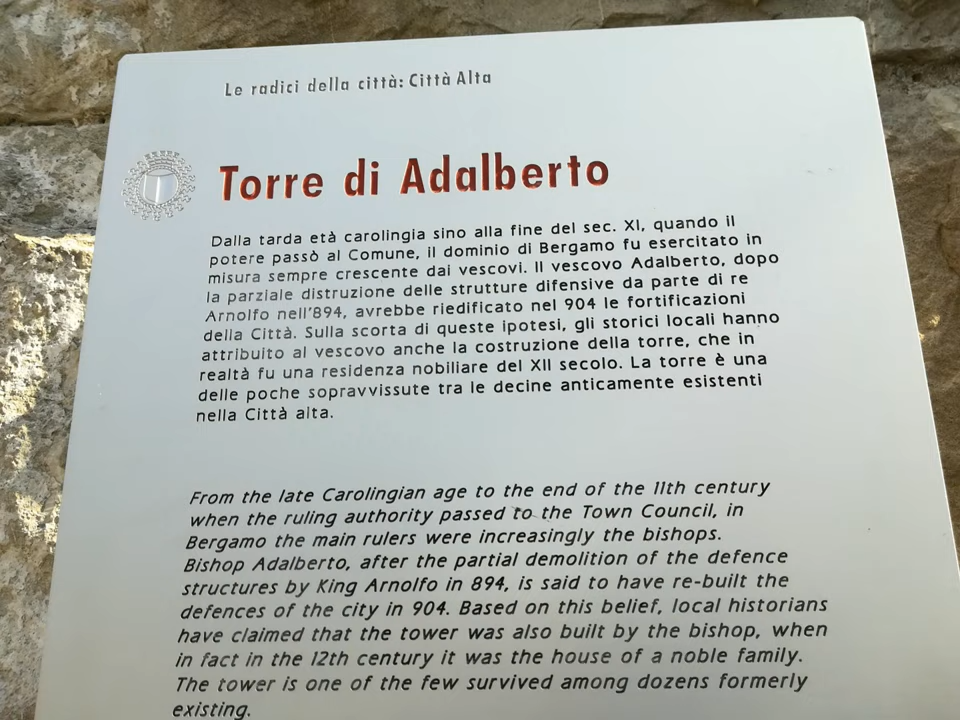 Le radici della città: Città Alta
Torre di Adalberto
Dalla tarda età carolingia sino alla fine del sec. XI, quando il
potere passò al Comune, il dominio di Bergamo fu esercitato in
misura sempre crescente dai vescovi. Il vescovo Adalberto, dopo
la parziale distruzione delle strutture difensive da parte di re
Arnolfo nell'894, avrebbe riedificato nel 904 le fortificazioni
della Città. Sulla scorta di queste ipotesi, gli storici locali hanno
attribuito al vescovo anche la costruzione della torre, che in
realtà fu una residenza nobiliare del XII secolo. La torre è una
delle poche sopravvissute tra le decine anticamente esistenti
nella Città alta.
From the late Carolingian age to the end of the 11th century
when the ruling authority passed to the Town Council, in
Bergamo the main rulers were increasingly the bishops.
Bishop Adalberto, after the partial demolition of the defence
structures by King Arnolfo in 894, is said to have re-built the
defences of the city in 904. Based on this belief, local historians
have claimed that the tower was also built by the bishop, when
in fact in the 12th century it was the house of a noble family.
The tower is one of the few survived among dozens formerly
existing.